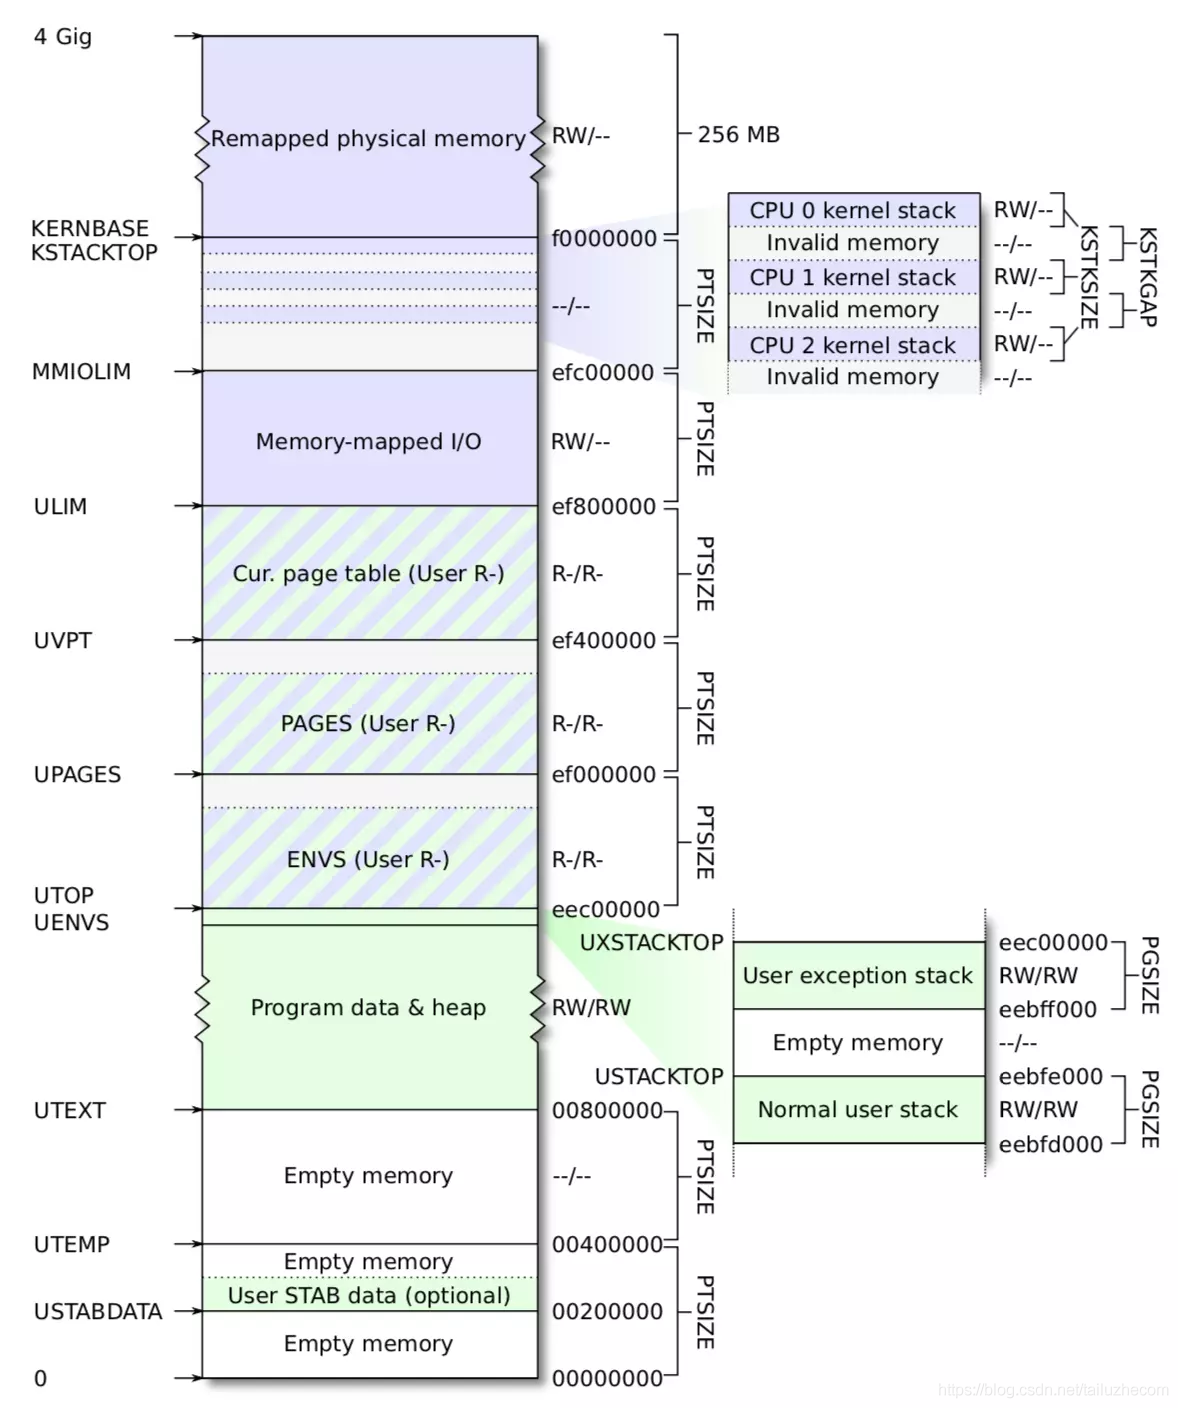 4 Gig
Remapped physical memory
RW/--
256 MB
KERNBASE
KSTACKTOP
f0000000
--/--
PTSIZE
CPU 0 kernel stack
RW/--
Invalid memory
--/--
CPU 1 kernel stack
RW/--
Invalid memory
--/--
CPU 2 kernel stack
RW/--
Invalid memory
--/--
KSTKSIZE
KSTKGAP
MMIOLIM
efc00000
Memory-mapped I/O
RW/--
PTSIZE
ULIM
ef800000
Cur. page table (User R-)
R-/R-
PTSIZE
UVPT
ef400000
PAGES (User R-)
R-/R-
PTSIZE
UPAGES
ef000000
ENVS (User R-)
R-/R-
PTSIZE
UTOP
UENVS
eec00000
Program data & heap
RW/RW
UXSTACKTOP
eec00000
User exception stack
RW/RW
PGSIZE
eebff000
Empty memory
--/--
USTACKTOP
eebfe000
Normal user stack
RW/RW
PGSIZE
eebfd000
UTEXT
00800000
Empty memory
--/--
PTSIZE
UTEMP
00400000
Empty memory
User STAB data (optional)
PTSIZE
USTABDATA
00200000
Empty memory
0
00000000
https://blog.csdn.net/tailuzhecom